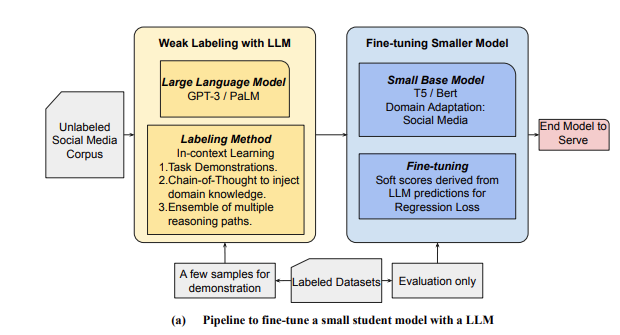 Weak Labeling with LLM
Large Language Model
GPT-3 / PaLM
Labeling Method
In-context Learning
1.Task Demonstrations.
2.Chain-of-Thought to inject
domain knowledge.
3.Ensemble of multiple
reasoning paths.
Fine-tuning Smaller Model
Small Base Model
T5 / Bert
Domain Adaptation:
Social Media
Fine-tuning
Soft scores derived from
LLM predictions for
Regression Loss
Unlabeled
Social Media
Corpus
End Model to
Serve
A few samples for
demonstration
Labeled Datasets
Evaluation only
(a) Pipeline to fine-tune a small student model with a LLM